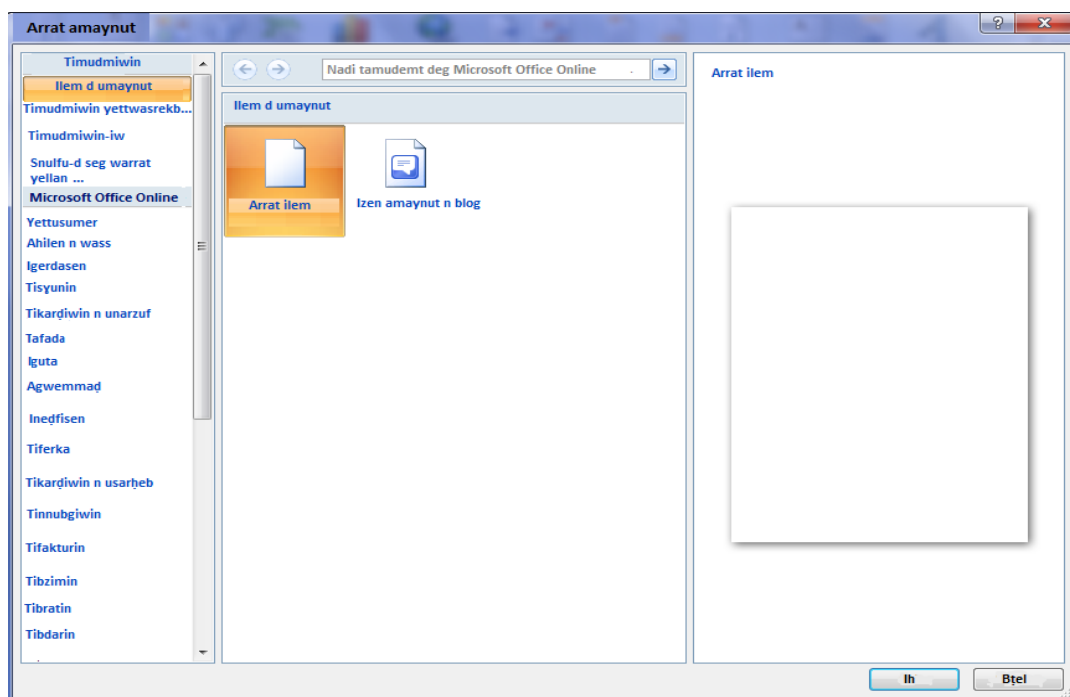 Arrat amaynut
?
Timudmiwin
Ilem d umaynut
Timudmiwin yettwasrekb...
Timudmiwin-iw
Snulfu-d seg warrat
yellan ...
Microsoft Office Online
Yettusumer
Ahilen n wass
Igerdasen
Tisɣunin
Tikarḍiwin n unarzuf
Tafada
Iguta
Agwemmaḍ
Ineḍfisen
Tiferka
Tikarḍiwin n usarḥeb
Tinnubgiwin
Tifakturin
Tibzimin
Tibratin
Tibdarin
Nadi tamudemt deg Microsoft Office Online
Ilem d umaynut
Arrat ilem
Izen amaynut n blog
Arrat ilem
Ih
Bṭel